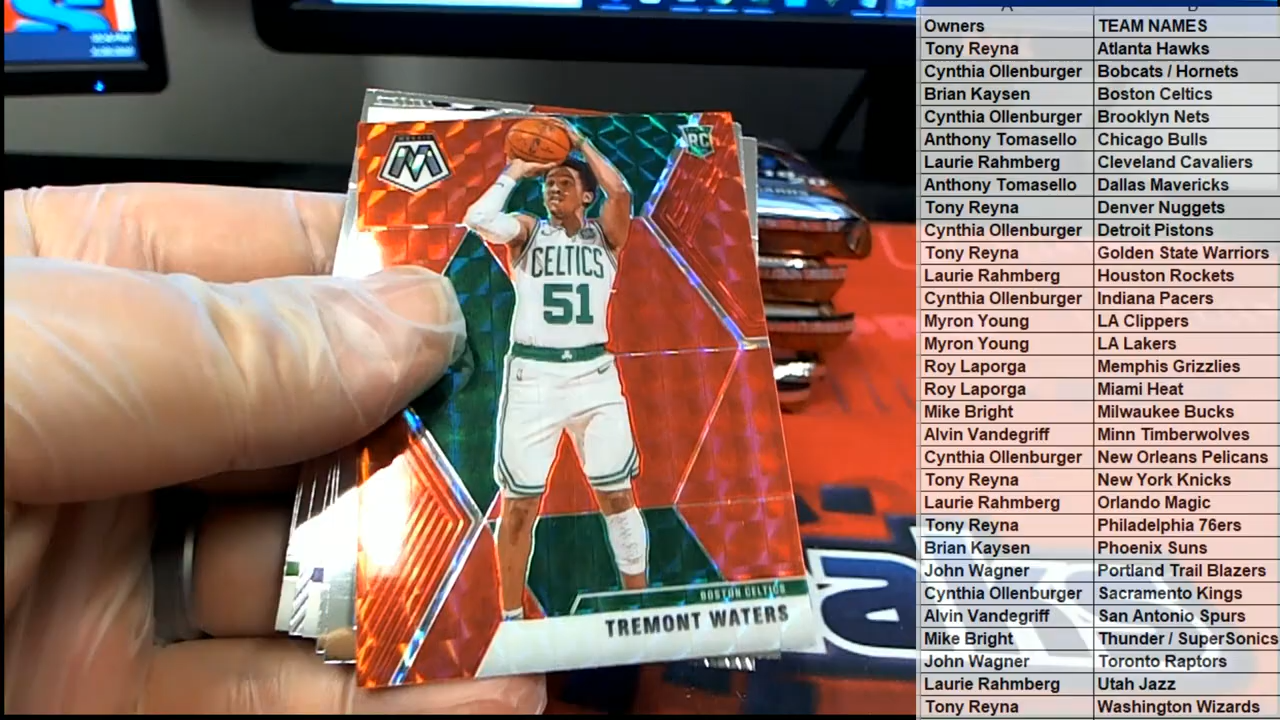 MOSAIC
M
RC
CELTICS
51
BOSTON CELTICS
TREMONT WATERS
Owners TEAM NAMES
Tony Reyna Atlanta Hawks
Cynthia Ollenburger Bobcats / Hornets
Brian Kaysen Boston Celtics
Cynthia Ollenburger Brooklyn Nets
Anthony Tomasello Chicago Bulls
Laurie Rahmberg Cleveland Cavaliers
Anthony Tomasello Dallas Mavericks
Tony Reyna Denver Nuggets
Cynthia Ollenburger Detroit Pistons
Tony Reyna Golden State Warriors
Laurie Rahmberg Houston Rockets
Cynthia Ollenburger Indiana Pacers
Myron Young LA Clippers
Myron Young LA Lakers
Roy Laporga Memphis Grizzlies
Roy Laporga Miami Heat
Mike Bright Milwaukee Bucks
Alvin Vandegriff Minn Timberwolves
Cynthia Ollenburger New Orleans Pelicans
Tony Reyna New York Knicks
Laurie Rahmberg Orlando Magic
Tony Reyna Philadelphia 76ers
Brian Kaysen Phoenix Suns
John Wagner Portland Trail Blazers
Cynthia Ollenburger Sacramento Kings
Alvin Vandegriff San Antonio Spurs
Mike Bright Thunder / SuperSonics
John Wagner Toronto Raptors
Laurie Rahmberg Utah Jazz
Tony Reyna Washington Wizards